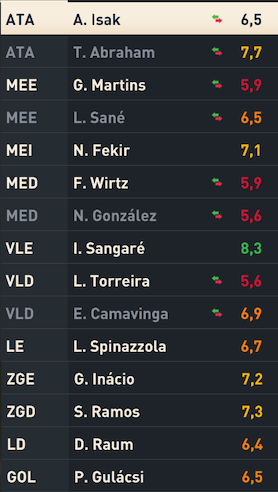 ATA A. Isak 6,5
ATA T. Abraham 7,7
MEE G. Martins 5,9
MEE L. Sané 6,5
MEI N. Fekir 7,1
MED F. Wirtz 5,9
MED N. González 5,6
VLE I. Sangaré 8,3
VLD L. Torreira 5,6
VLD E. Camavinga 6,9
LE L. Spinazzola 6,7
ZGE G. Inácio 7,2
ZGD S. Ramos 7,3
LD D. Raum 6,4
GOL P. Gulácsi 6,5